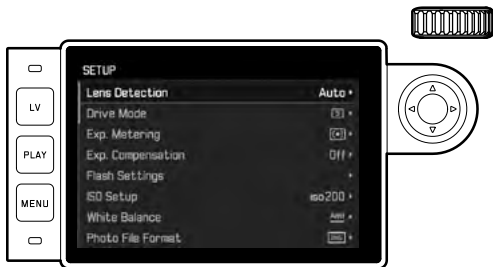 SETUP
Lens Detection Auto
Drive Mode
Exp. Metering
Exp. Compensation Off
Flash Settings
ISO Setup iso200
White Balance
Photo File Format
LV
PLAY
MENU